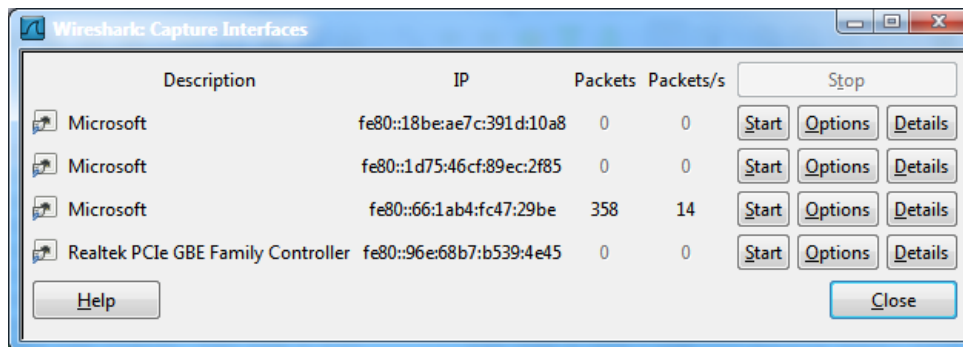 Wireshark: Capture Interfaces
Description IP Packets Packets/s Stop
Microsoft fe80::18be:ae7c:391d:10a8 0 0 Start Options Details
Microsoft fe80::1d75:46cf:89ec:2f85 0 0 Start Options Details
Microsoft fe80::66:1ab4:fc47:29be 358 14 Start Options Details
Realtek PCIe GBE Family Controller fe80::96e:68b7:b539:4e45 0 0 Start Options Details
Help Close